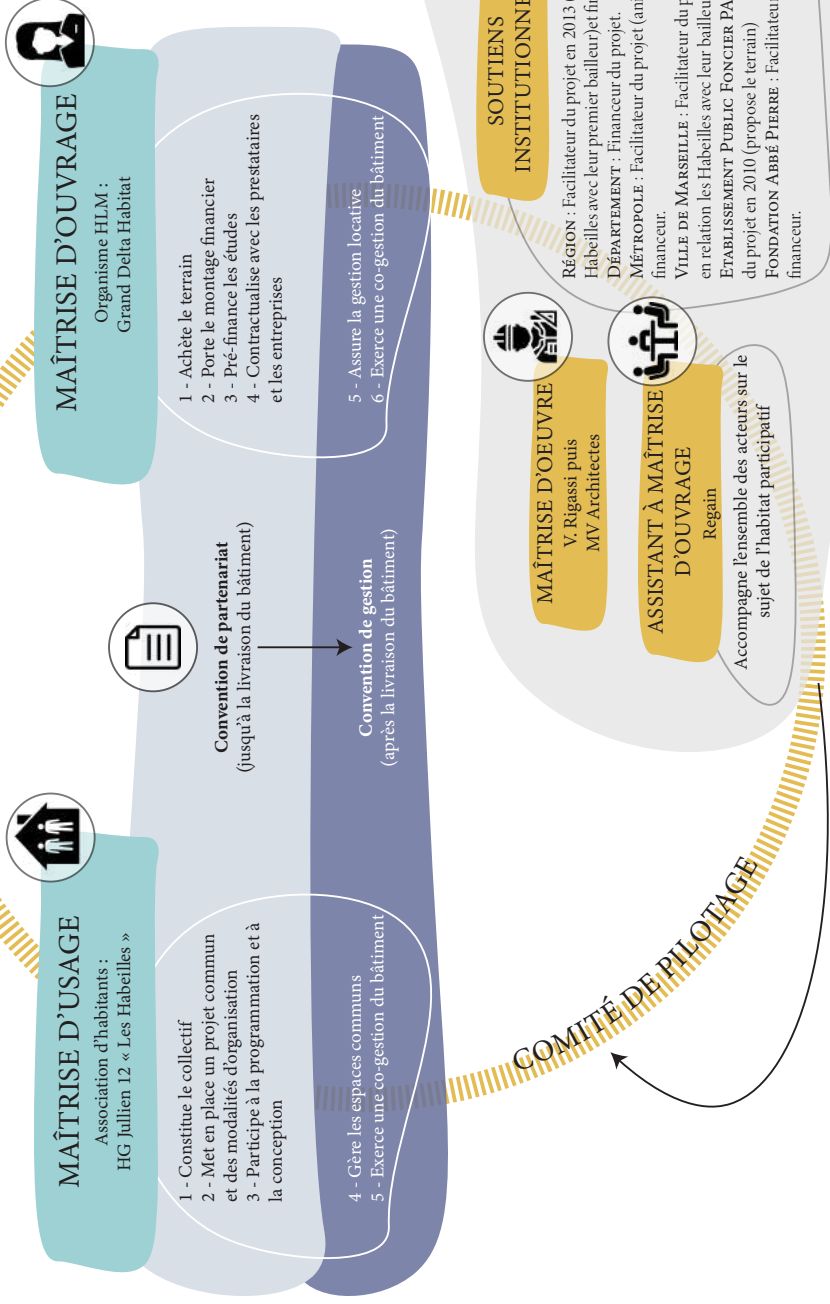 MAÎTRISE D'USAGE
Association d'habitants :
HG Jullien 12 « Les Habeilles »
1 - Constitue le collectif
2 - Met en place un projet commun
et des modalités d'organisation
3 - Participe à la programmation et à
la conception
4 - Gère les espaces communs
5 - Exerce une co-gestion du bâtiment
Convention de partenariat
(jusqu'à la livraison du bâtiment)
Convention de gestion
(après la livraison du bâtiment)
MAÎTRISE D'OUVRAGE
Organisme HLM :
Grand Delta Habitat
1 - Achète le terrain
2 - Porte le montage financier
3 - Pré-finance les études
4 - Contractualise avec les prestataires
et les entreprises
5 - Assure la gestion locative
6 - Exerce une co-gestion du bâtiment
COMITÉ DE PILOTAGE
MAÎTRISE D'OEUVRE
V. Rigassi puis
MV Architectes
ASSISTANT À MAÎTRISE
D'OUVRAGE
Regain
Accompagne l'ensemble des acteurs sur le
sujet de l'habitat participatif
SOUTIENS
RÉGION : Facilitateur du projet en 2013
Habeilles avec leur premier bailleur) et
DÉPARTEMENT : Financeur du projet.
MÉTROPOLE : Facilitateur du projet
financeur.
VILLE DE MARSEILLE : Facilitateur du
en relation les Habeilles avec leur bailleur
ETABLISSEMENT PUBLIC FONCIER
du projet en 2010 (propose le terrain)
FONDATION ABBÉ PIERRE : Facilitateur
financeur.